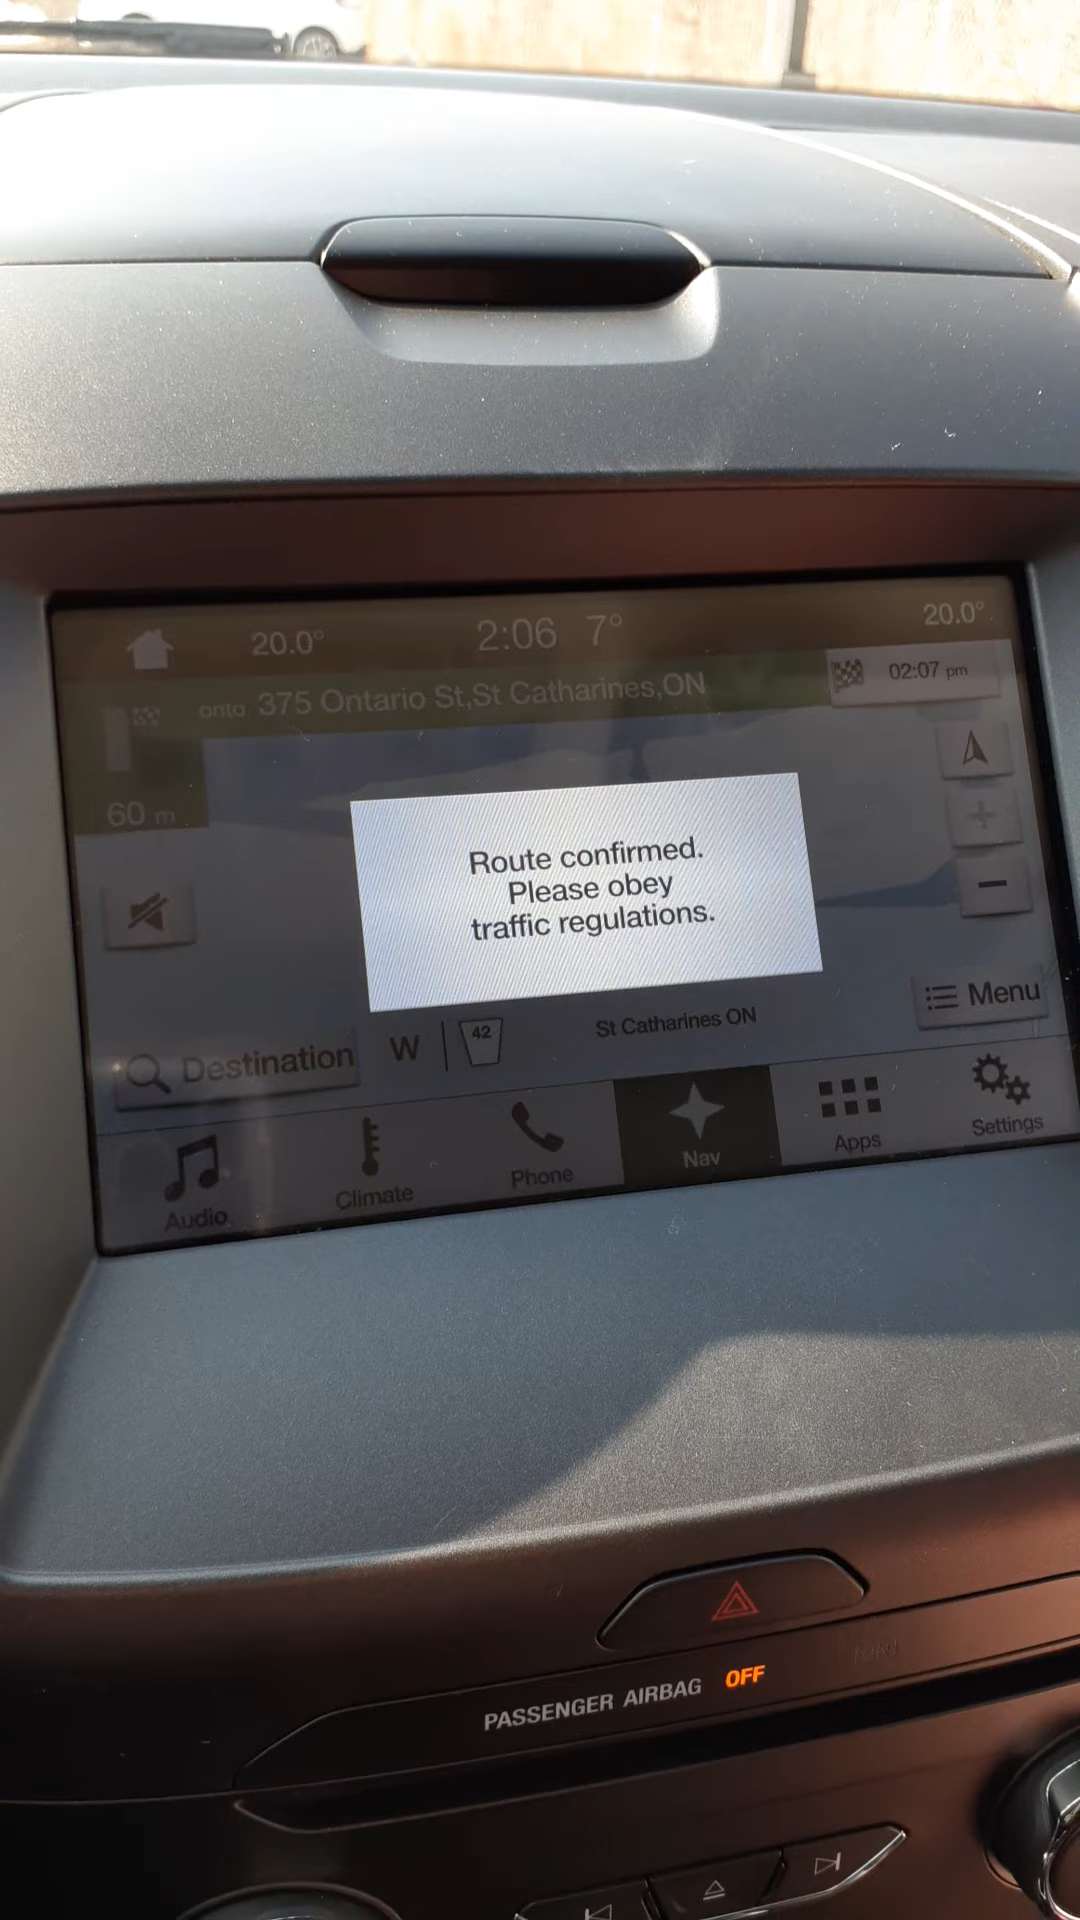 20.0° 2:06 7° 20.0°
onto 375 Ontario St,St Catharines,ON
02:07 pm
60 m
Route confirmed.
Please obey
traffic regulations.
Menu
Destination
W
42
St Catharines ON
Audio
Climate
Phone
Nav
Apps
Settings
PASSENGER AIRBAG OFF